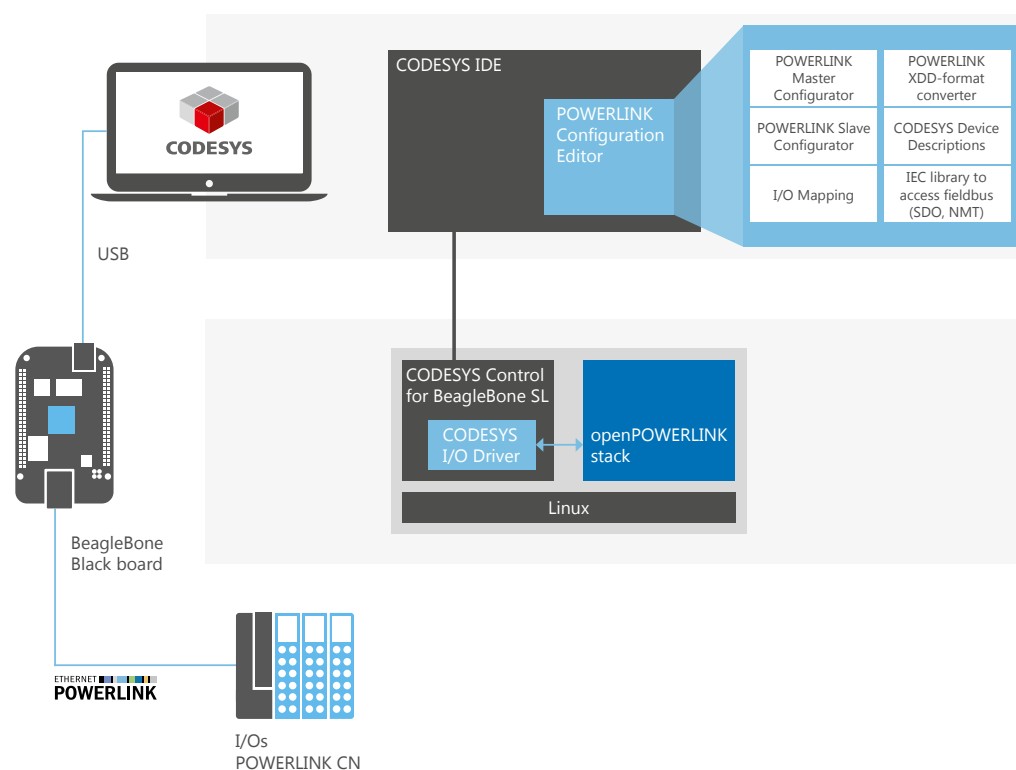 CODESYS
USB
CODESYS IDE
POWERLINK
Configuration
Editor
POWERLINK
Master
Configurator
POWERLINK
XDD-format
converter
POWERLINK Slave
Configurator
CODESYS Device
Descriptions
I/O Mapping
IEC library to
access fieldbus
(SDO, NMT)
CODESYS Control
for BeagleBone SL
CODESYS
I/O Driver
openPOWERLINK
stack
Linux
BeagleBone
Black board
ETHERNET
POWERLINK
I/Os
POWERLINK CN